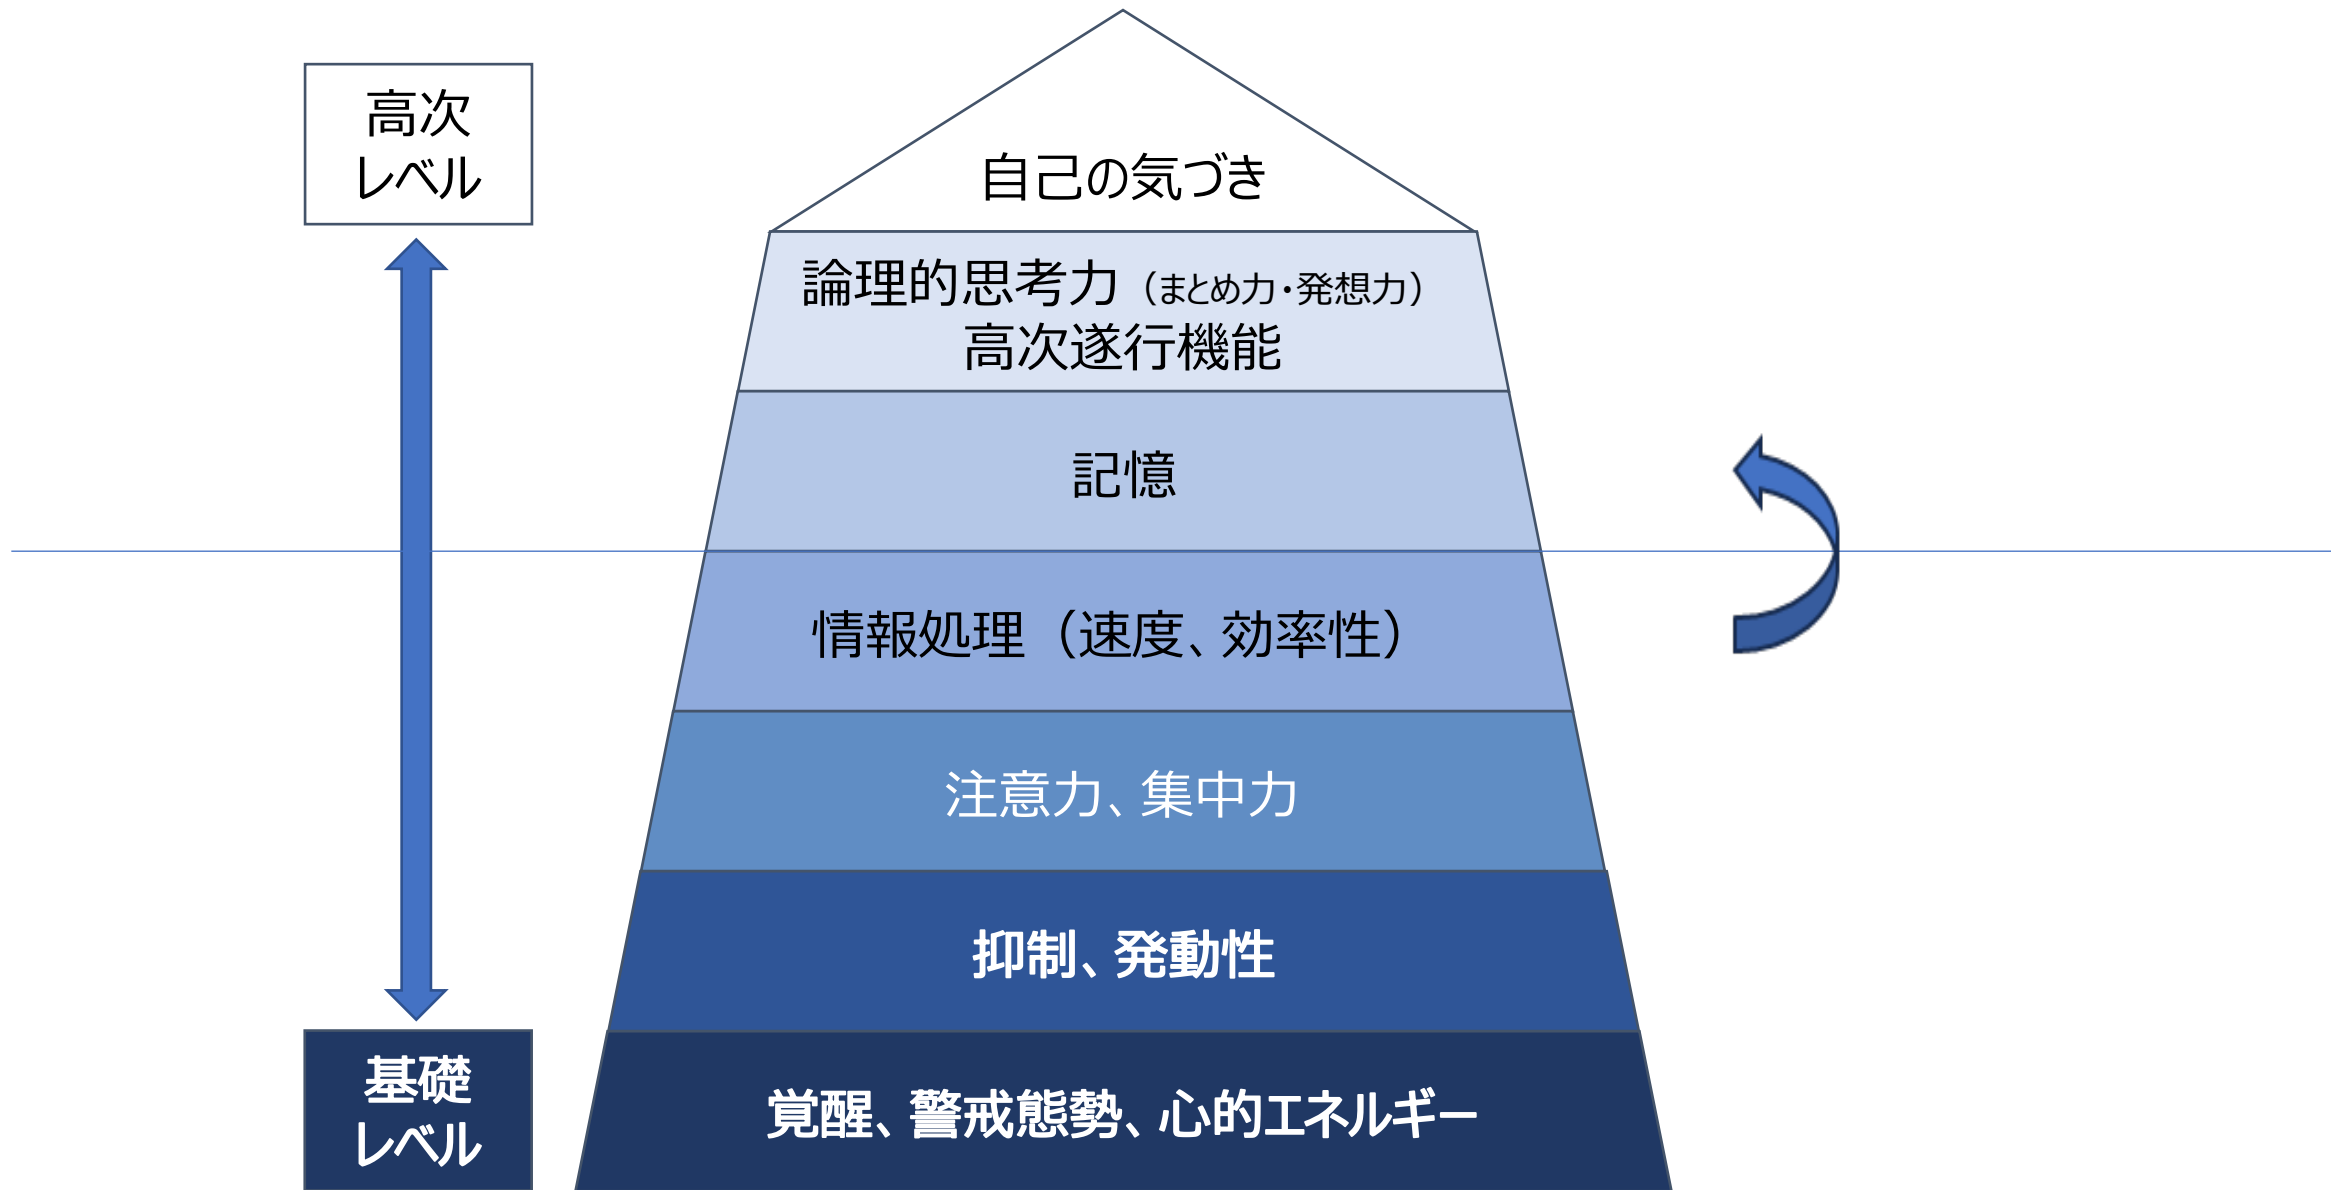 高次
レベル
自己の気づき
論理的思考力（まとめ力・発想力）
高次遂行機能
記憶
情報処理（速度、効率性）
注意力、集中力
抑制、発動性
基礎
レベル
覚醒、警戒態勢、心的エネルギー